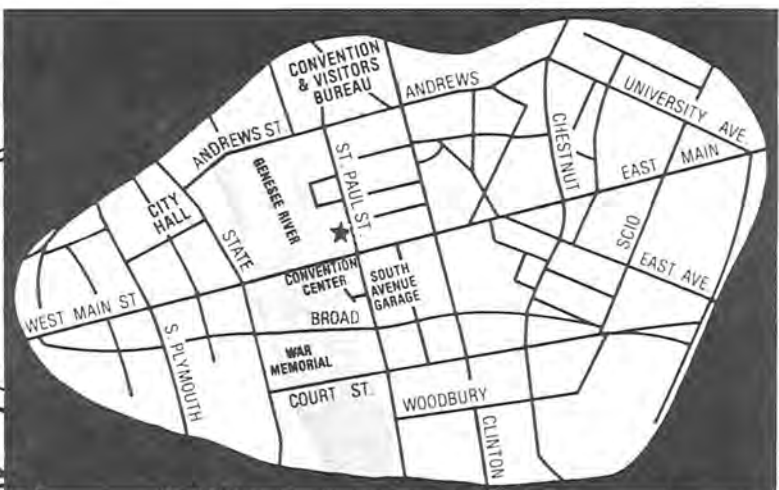 CONVENTION
& VISITORS
BUREAU
ANDREWS
UNIVERSITY AVE.
ANDREWS ST.
CHESTNUT
EAST MAIN
GENESEE RIVER
ST. PAUL ST.
CITY
HALL
STATE
SCIO
EAST AVE.
CONVENTION
CENTER
SOUTH
AVENUE
GARAGE
WEST MAIN ST
BROAD
S. PLYMOUTH
WAR
MEMORIAL
COURT ST.
WOODBURY
CLINTON